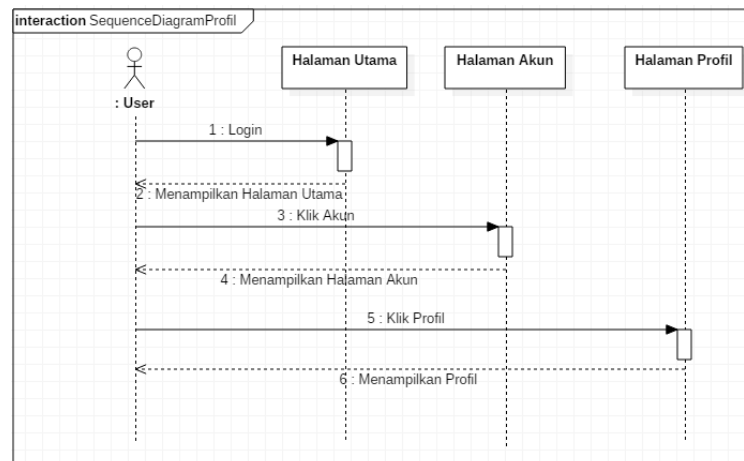 interaction SequenceDiagramProfil
Halaman Utama
Halaman Akun
Halaman Profil
: User
1 : Login
2 : Menampilkan Halaman Utama
3 : Klik Akun
4 : Menampilkan Halaman Akun
5 : Klik Profil
6 : Menampilkan Profil